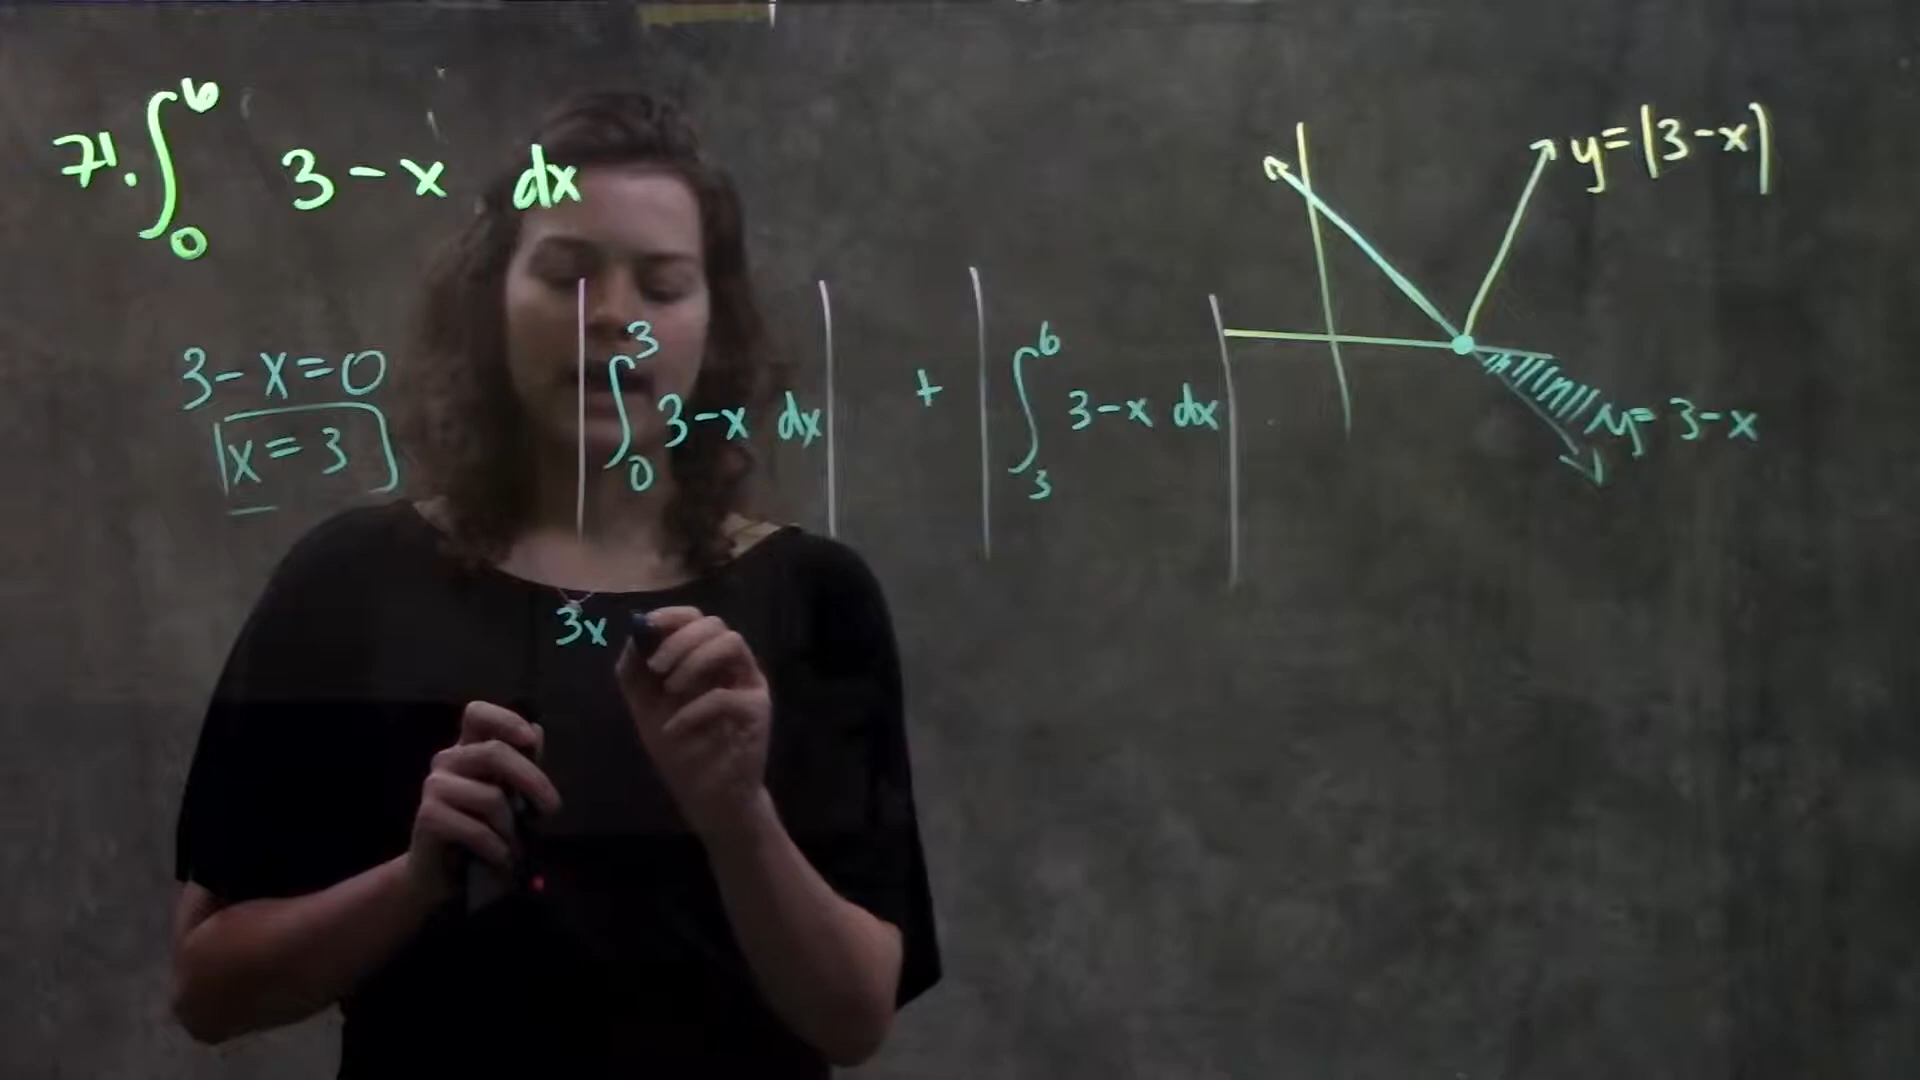 71. ∫₀⁶ 3-x dx
y=|3-x|
3-x=0
x=3
|∫₀³ 3-x dx| + |∫₃⁶ 3-x dx|
y=3-x
3x